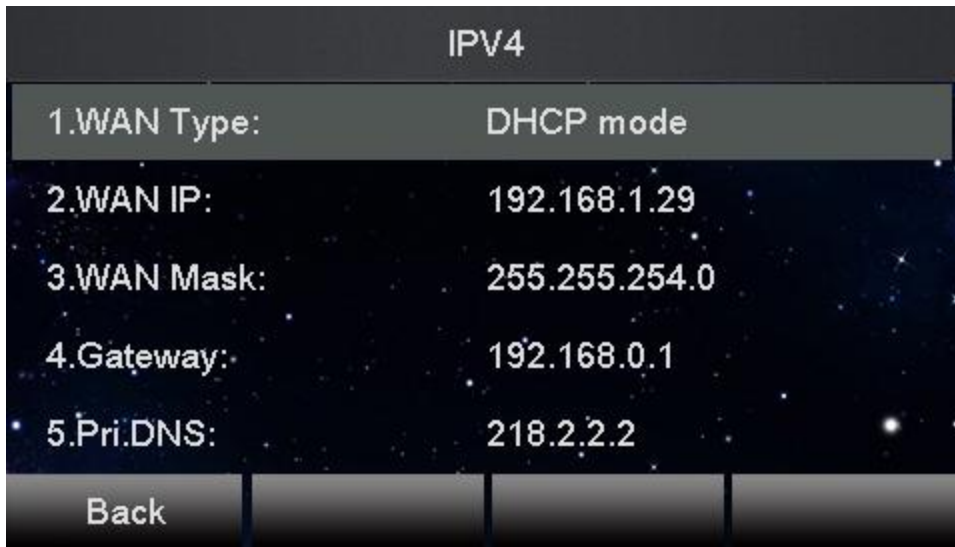 IPV4
1.WAN Type: DHCP mode
2.WAN IP: 192.168.1.29
3.WAN Mask: 255.255.254.0
4.Gateway: 192.168.0.1
5.Pri.DNS: 218.2.2.2
Back